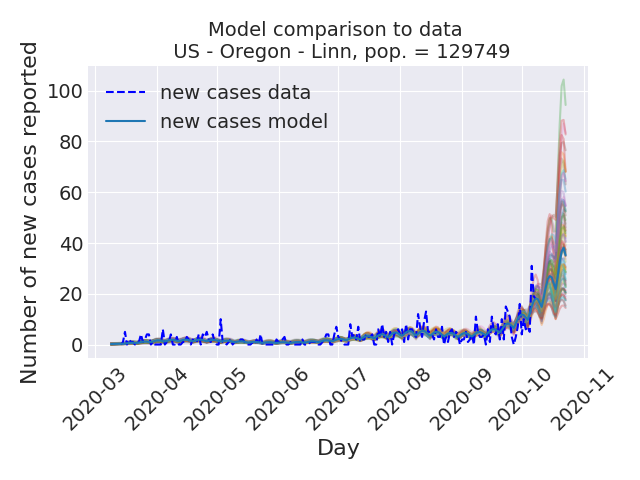 Model comparison to data
US - Oregon - Linn, pop. = 129749
Number of new cases reported
100
80
60
40
20
0
new cases data
new cases model
2020-03
2020-04
2020-05
2020-06
2020-07
2020-08
2020-09
2020-10
2020-11
Day